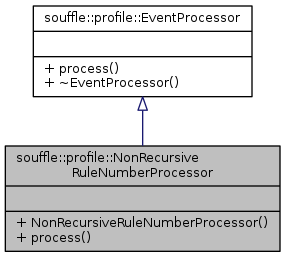 souffle::profile::EventProcessor
+ process()
+ ~EventProcessor()
souffle::profile::NonRecursive
RuleNumberProcessor
+ NonRecursiveRuleNumberProcessor()
+ process()